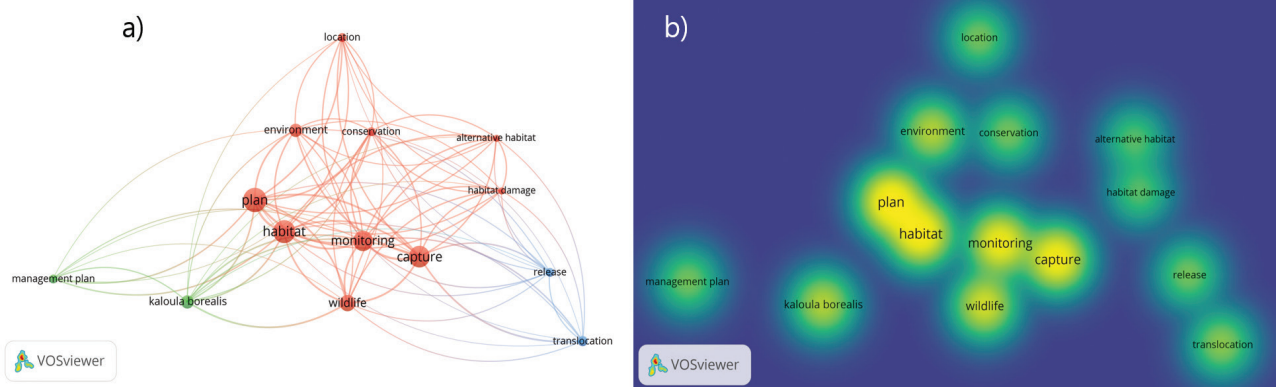 a)
location
environment
conservation
alternative habitat
habitat damage
plan
habitat
monitoring
capture
management plan
kaloula borealis
wildlife
release
translocation
VOSviewer
b)
location
environment
conservation
alternative habitat
habitat damage
plan
habitat
monitoring
capture
management plan
kaloula borealis
wildlife
release
translocation
VOSviewer